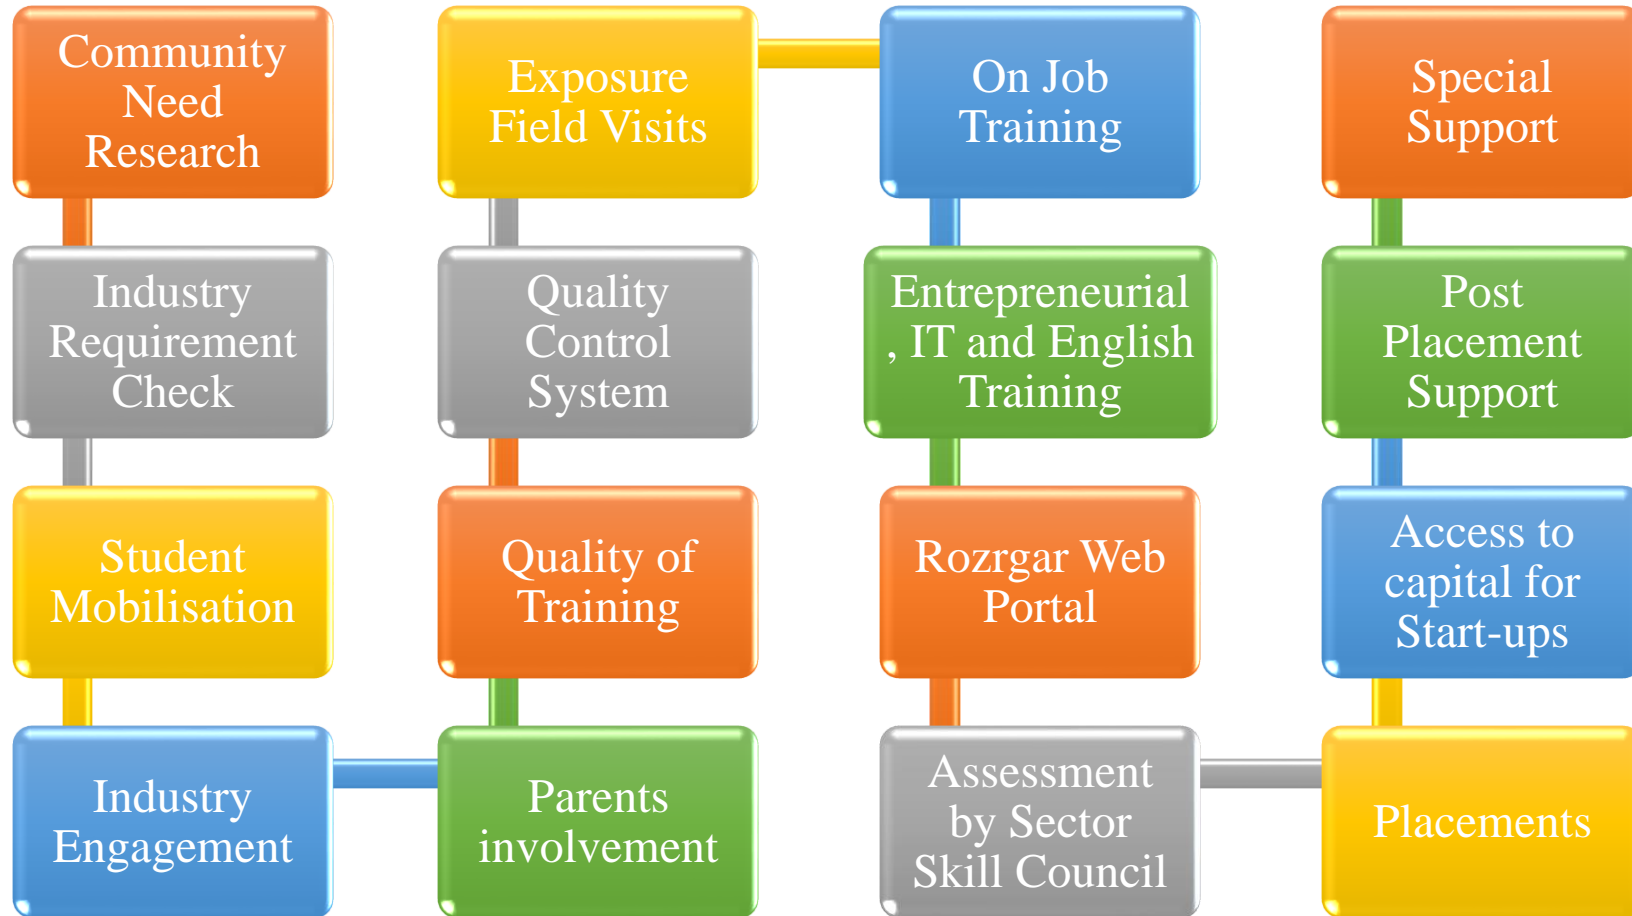 Community
Need
Research
Industry
Requirement
Check
Student
Mobilisation
Industry
Engagement
Parents
involvement
Quality of
Training
Quality
Control
System
Exposure
Field Visits
On Job
Training
Entrepreneurial
, IT and English
Training
Rozrgar Web
Portal
Assessment
by Sector
Skill Council
Placements
Access to
capital for
Start-ups
Post
Placement
Support
Special
Support